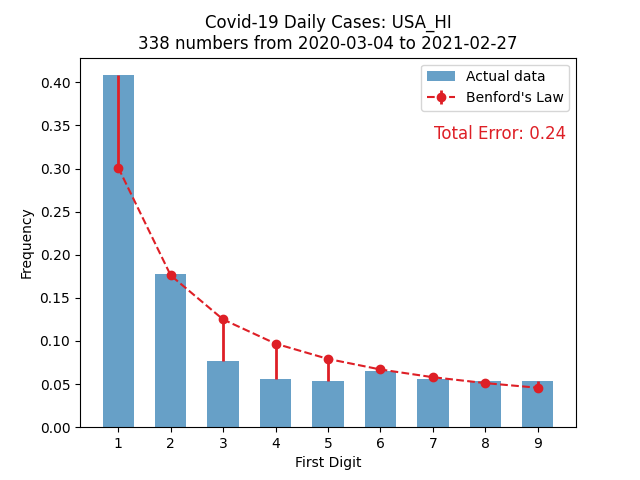 Covid-19 Daily Cases: USA_HI
338 numbers from 2020-03-04 to 2021-02-27
Actual data
Benford's Law
Total Error: 0.24
Frequency
0.40
0.35
0.30
0.25
0.20
0.15
0.10
0.05
0.00
1 2 3 4 5 6 7 8 9
First Digit